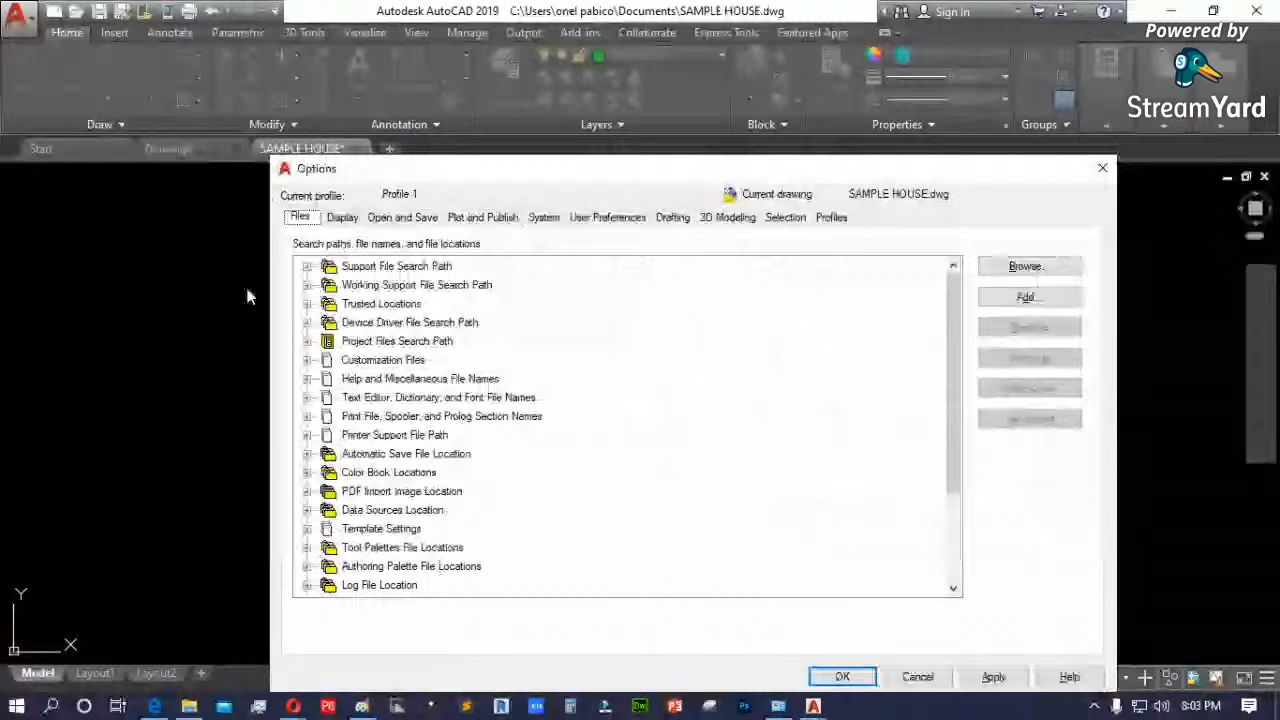 Autodesk AutoCAD 2019 C:\Users\onel pabico\Documents\SAMPLE HOUSE.dwg
Sign In
Powered by
StreamYard
Home Insert Annotate Parametric 3D Tools Visualize View Manage Output Add-ins Collaborate Express Tools Featured Apps
Draw Modify Annotation Layers Block Properties Groups
Start Drawing1 SAMPLE HOUSE*
Options
Current profile: Profile 1 Current drawing SAMPLE HOUSE.dwg
Files Display Open and Save Plot and Publish System User Preferences Drafting 3D Modeling Selection Profiles
Search paths, file names, and file locations
Support File Search Path
Working Support File Search Path
Trusted Locations
Device Driver File Search Path
Project Files Search Path
Customization Files
Help and Miscellaneous File Names
Text Editor, Dictionary, and Font File Names
Print File, Spooler, and Prolog Section Names
Printer Support File Path
Automatic Save File Location
Color Book Locations
PDF Import Image Location
Data Sources Location
Template Settings
Tool Palettes File Locations
Authoring Palette File Locations
Log File Location
Browse...
Add...
OK Cancel Apply Help
Y
X
Model Layout1 Layout2
8:03 PM